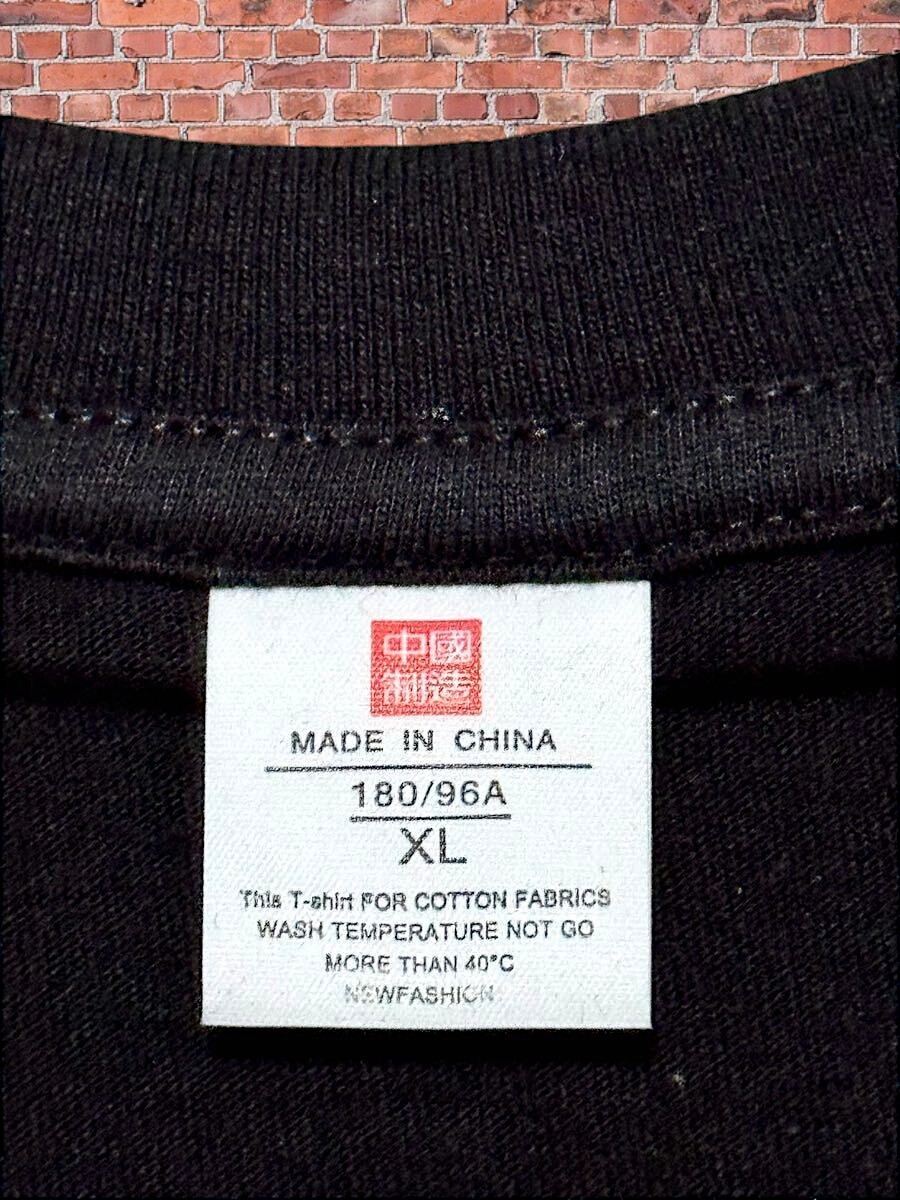 中國
制造
MADE IN CHINA
180/96A
XL
This T-shirt FOR COTTON FABRICS
WASH TEMPERATURE NOT GO
MORE THAN 40°C
NEWFASHION